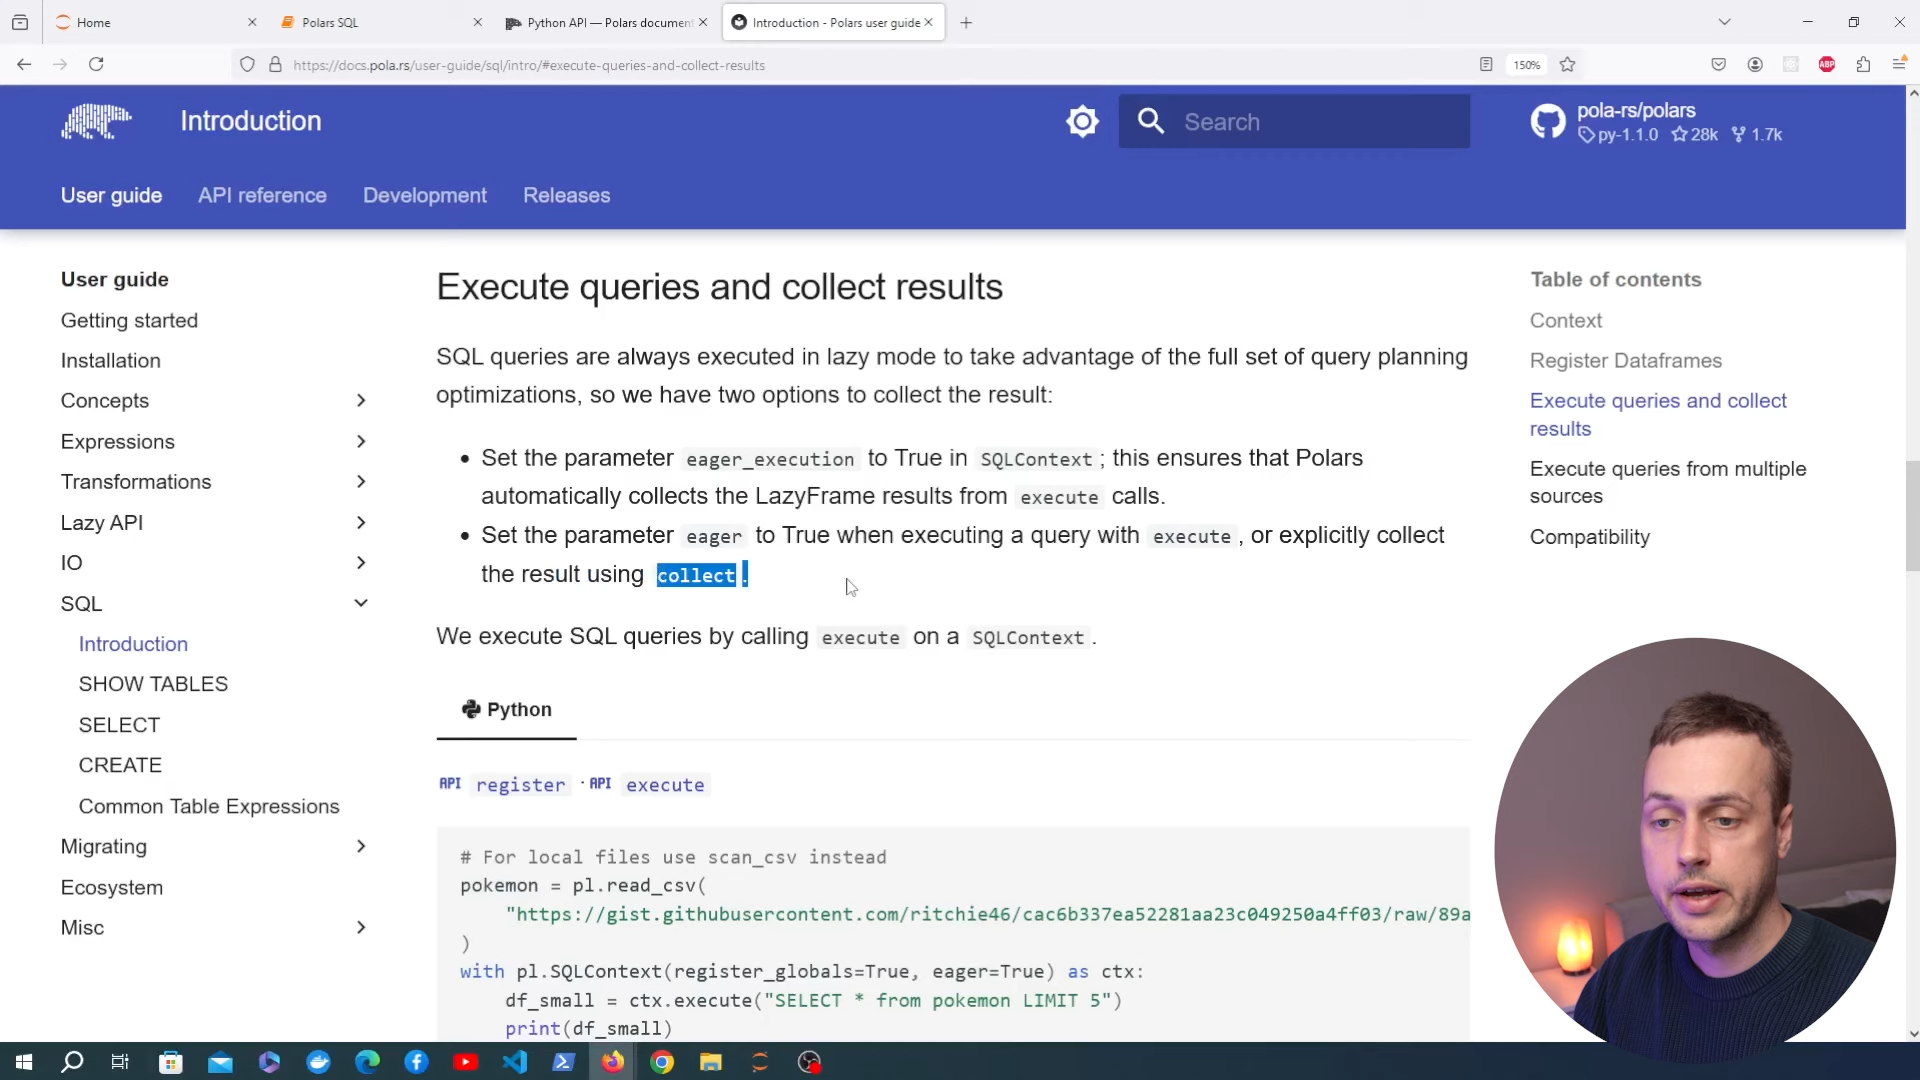 Home
Polars SQL
Python API — Polars document
Introduction - Polars user guide
https://docs.pola.rs/user-guide/sql/intro/#execute-queries-and-collect-results
150%
ABP
Introduction
Search
pola-rs/polars
py-1.1.0 28k 1.7k
User guide API reference Development Releases
User guide
Getting started
Installation
Concepts
Expressions
Transformations
Lazy API
IO
SQL
Introduction
SHOW TABLES
SELECT
CREATE
Common Table Expressions
Migrating
Ecosystem
Misc
Execute queries and collect results
SQL queries are always executed in lazy mode to take advantage of the full set of query planning
optimizations, so we have two options to collect the result:
• Set the parameter eager_execution to True in SQLContext ; this ensures that Polars
automatically collects the LazyFrame results from execute calls.
• Set the parameter eager to True when executing a query with execute , or explicitly collect
the result using collect .
We execute SQL queries by calling execute on a SQLContext .
Python
API register · API execute
# For local files use scan_csv instead
pokemon = pl.read_csv(
"https://gist.githubusercontent.com/ritchie46/cac6b337ea52281aa23c049250a4ff03/raw/89a
)
with pl.SQLContext(register_globals=True, eager=True) as ctx:
df_small = ctx.execute("SELECT * from pokemon LIMIT 5")
print(df_small)
Table of contents
Context
Register Dataframes
Execute queries and collect
results
Execute queries from multiple
sources
Compatibility